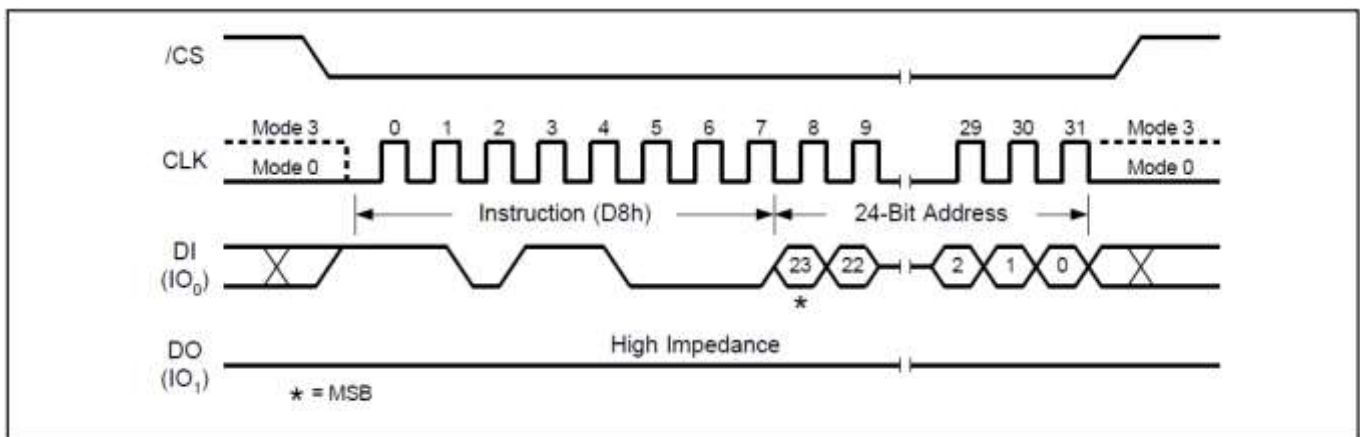 /CS
Mode 3 0 1 2 3 4 5 6 7 8 9 29 30 31 Mode 3
CLK
Mode 0 Mode 0
Instruction (D8h) 24-Bit Address
DI
(IO₀)
23 22 2 1 0
*
High Impedance
DO
(IO₁)
* = MSB